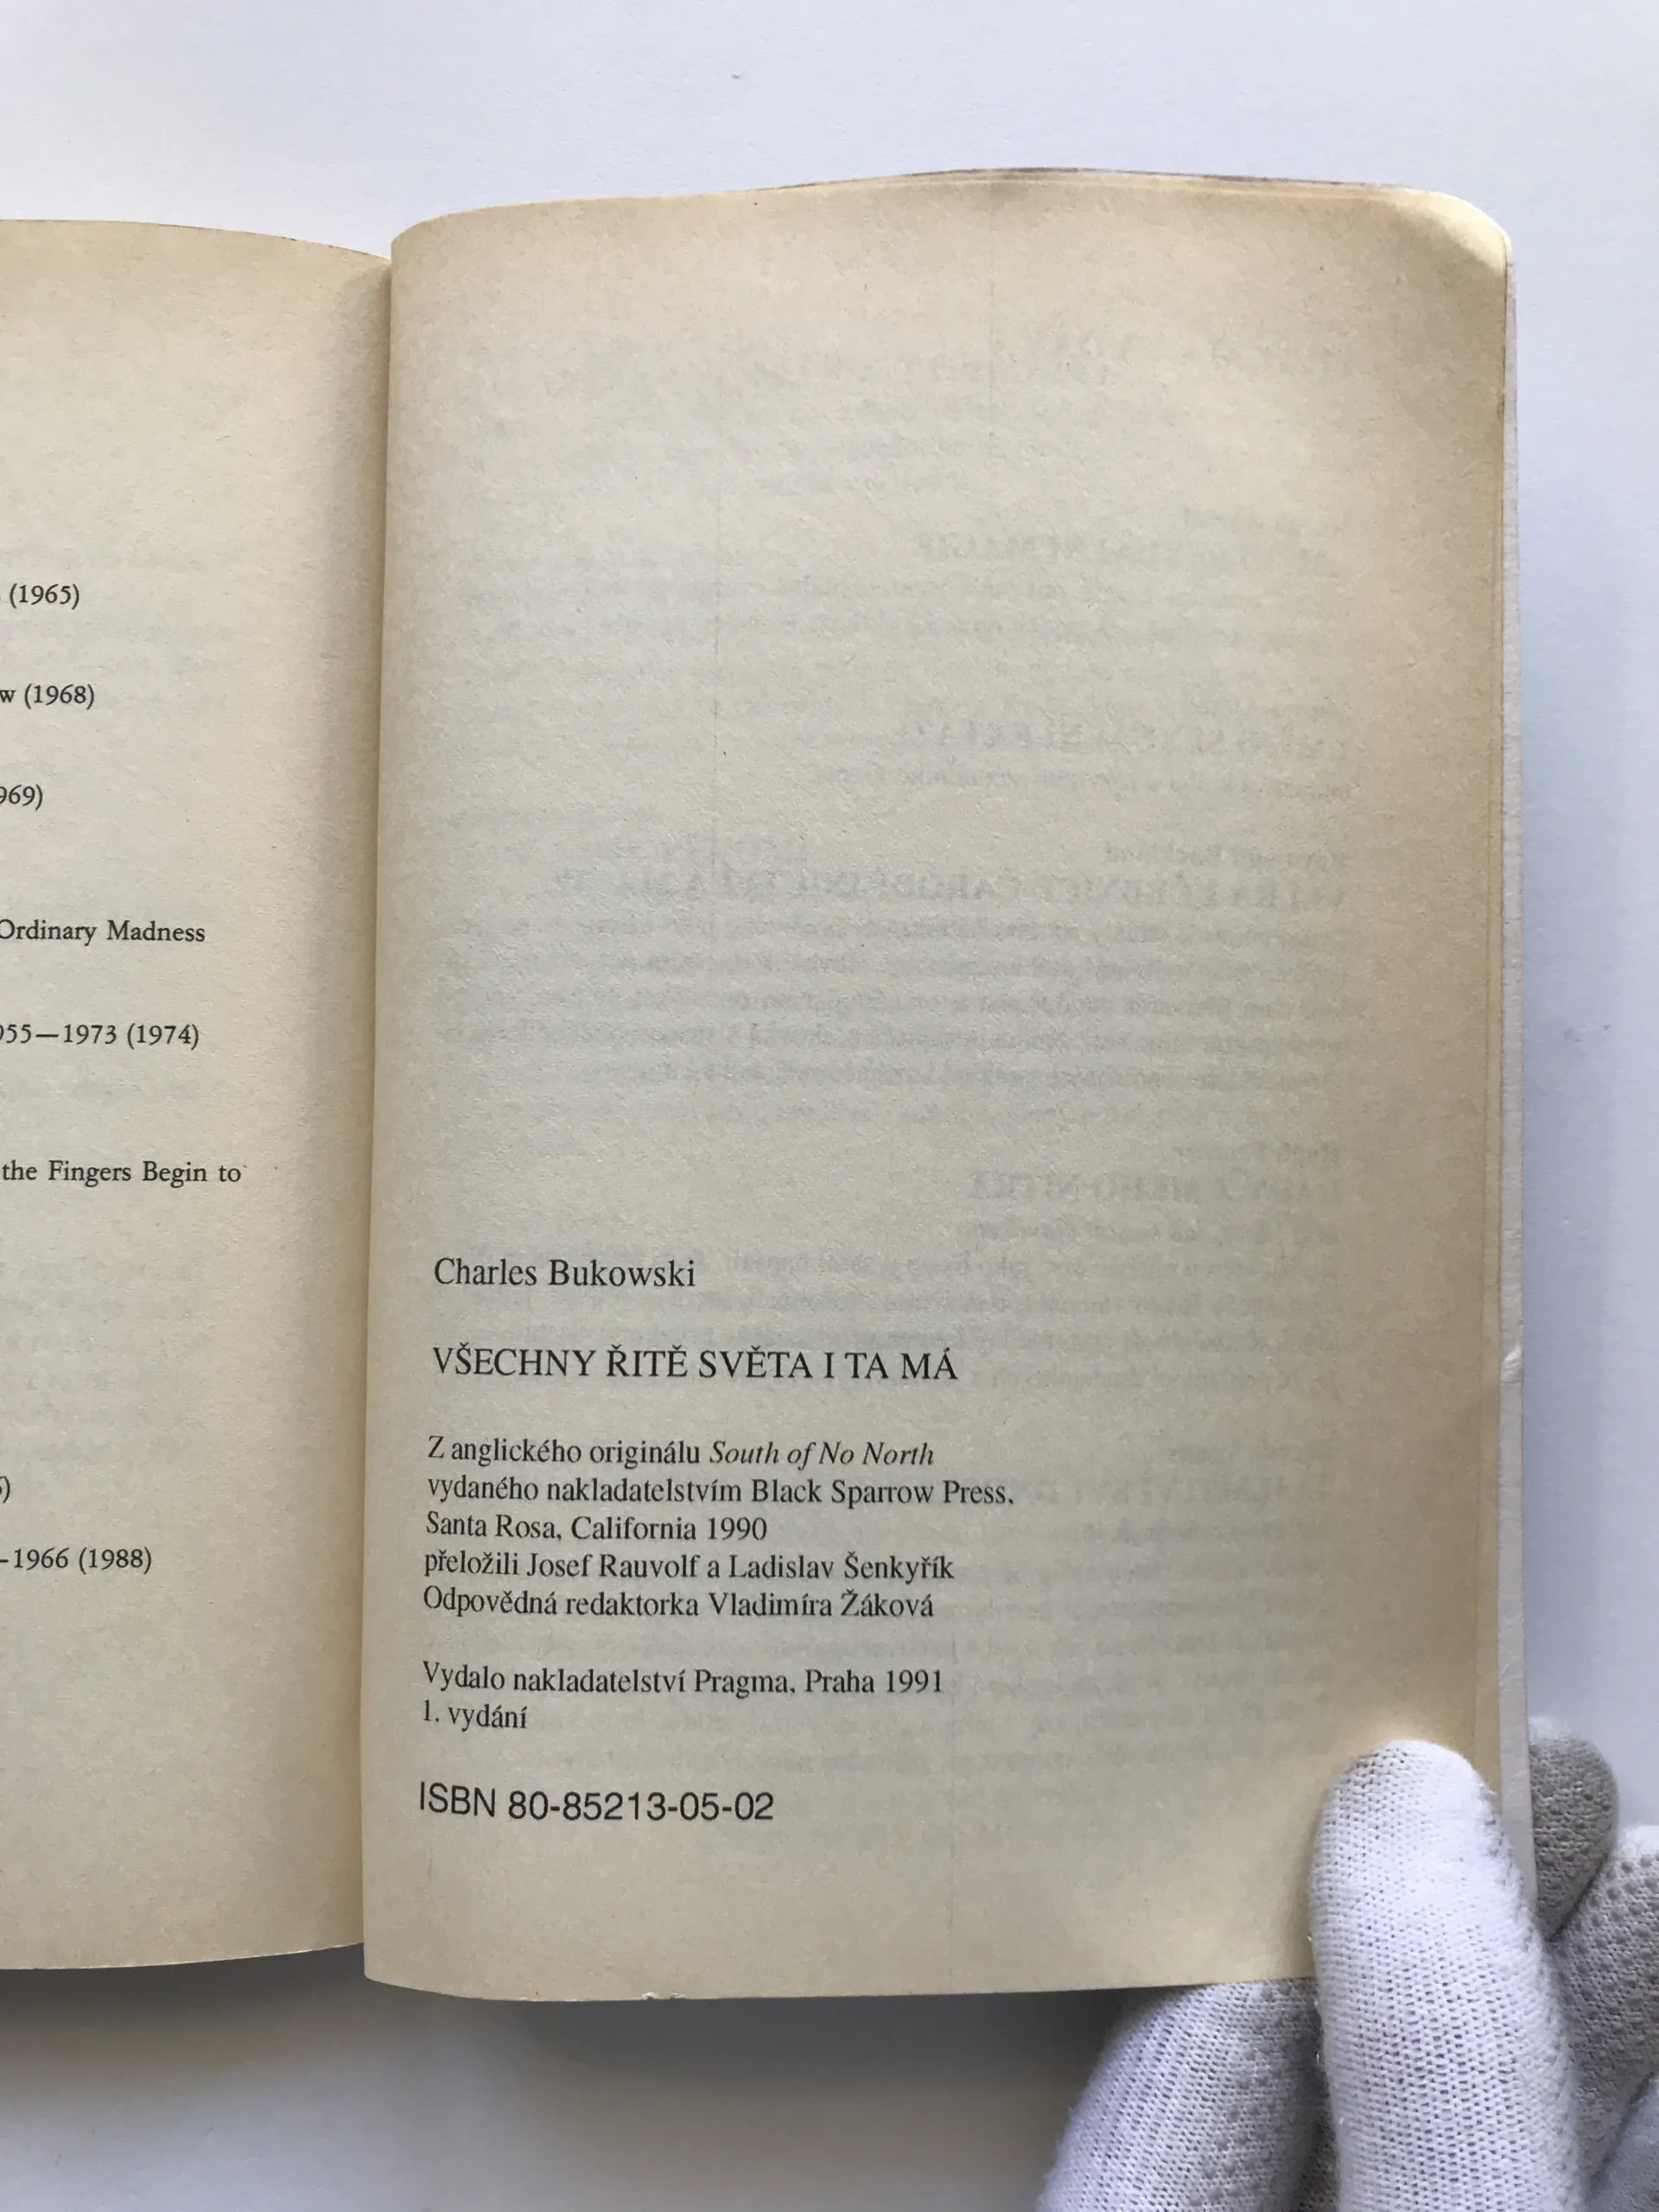 (1965)
w (1968)
969)
Ordinary Madness
955—1973 (1974)
the Fingers Begin to
)
-1966 (1988)
Charles Bukowski
VŠECHNY ŘITĚ SVĚTA I TA MÁ
Z anglického originálu South of No North
vydaného nakladatelstvím Black Sparrow Press,
Santa Rosa, California 1990
přeložili Josef Rauvolf a Ladislav Šenkyřík
Odpovědná redaktorka Vladimíra Žáková
Vydalo nakladatelství Pragma, Praha 1991
1. vydání
ISBN 80-85213-05-02